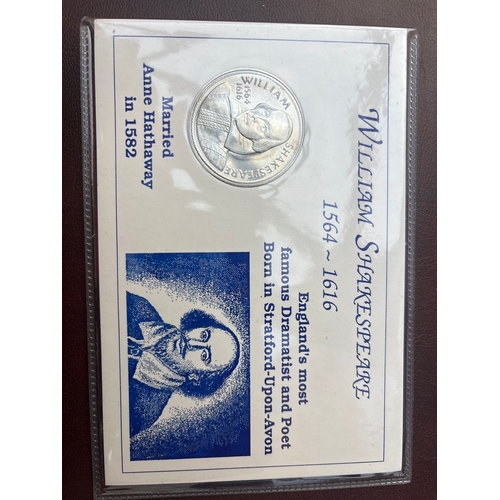 WILLIAM SHAKESPEARE
1564 ~ 1616
WILLIAM SHAKESPEARE
1564
1616
Married
Anne Hathaway
in 1582
England's most
famous Dramatist and Poet
Born in Stratford-Upon-Avon